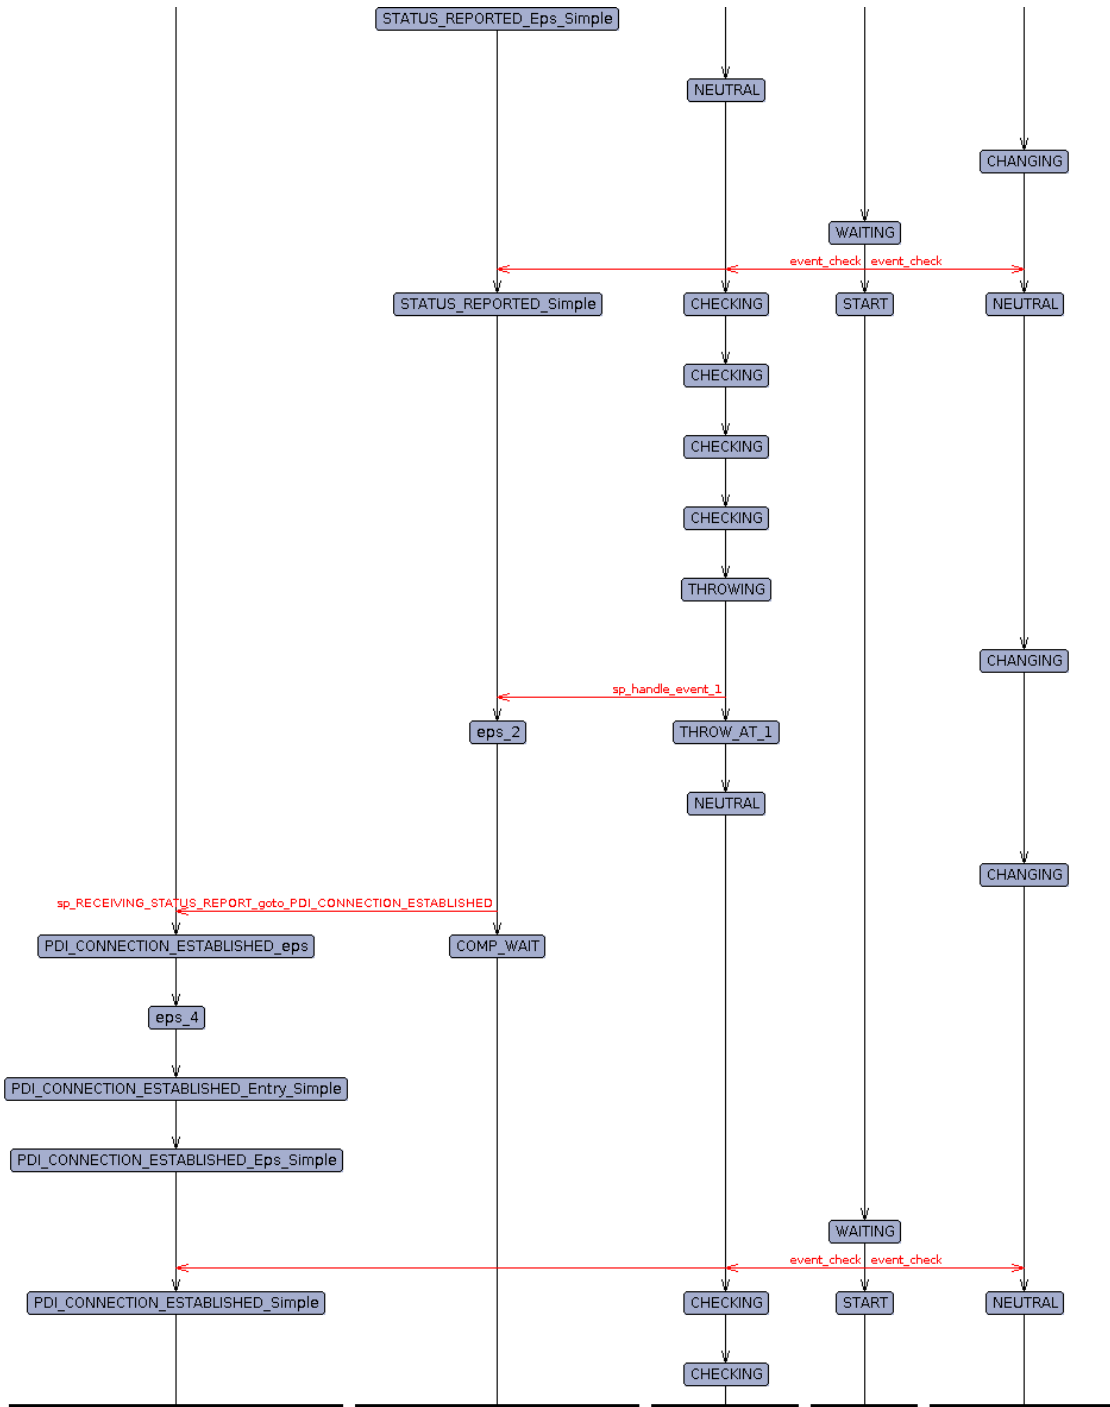 STATUS_REPORTED_Eps_Simple
NEUTRAL
CHANGING
WAITING
event_check event_check
STATUS_REPORTED_Simple CHECKING START NEUTRAL
CHECKING
CHECKING
CHECKING
THROWING
CHANGING
sp_handle_event_1
eps_2 THROW_AT_1
NEUTRAL
CHANGING
sp_RECEIVING_STATUS_REPORT_goto_PDI_CONNECTION_ESTABLISHED
PDI_CONNECTION_ESTABLISHED_eps COMP_WAIT
eps_4
PDI_CONNECTION_ESTABLISHED_Entry_Simple
PDI_CONNECTION_ESTABLISHED_Eps_Simple
WAITING
event_check event_check
PDI_CONNECTION_ESTABLISHED_Simple CHECKING START NEUTRAL
CHECKING